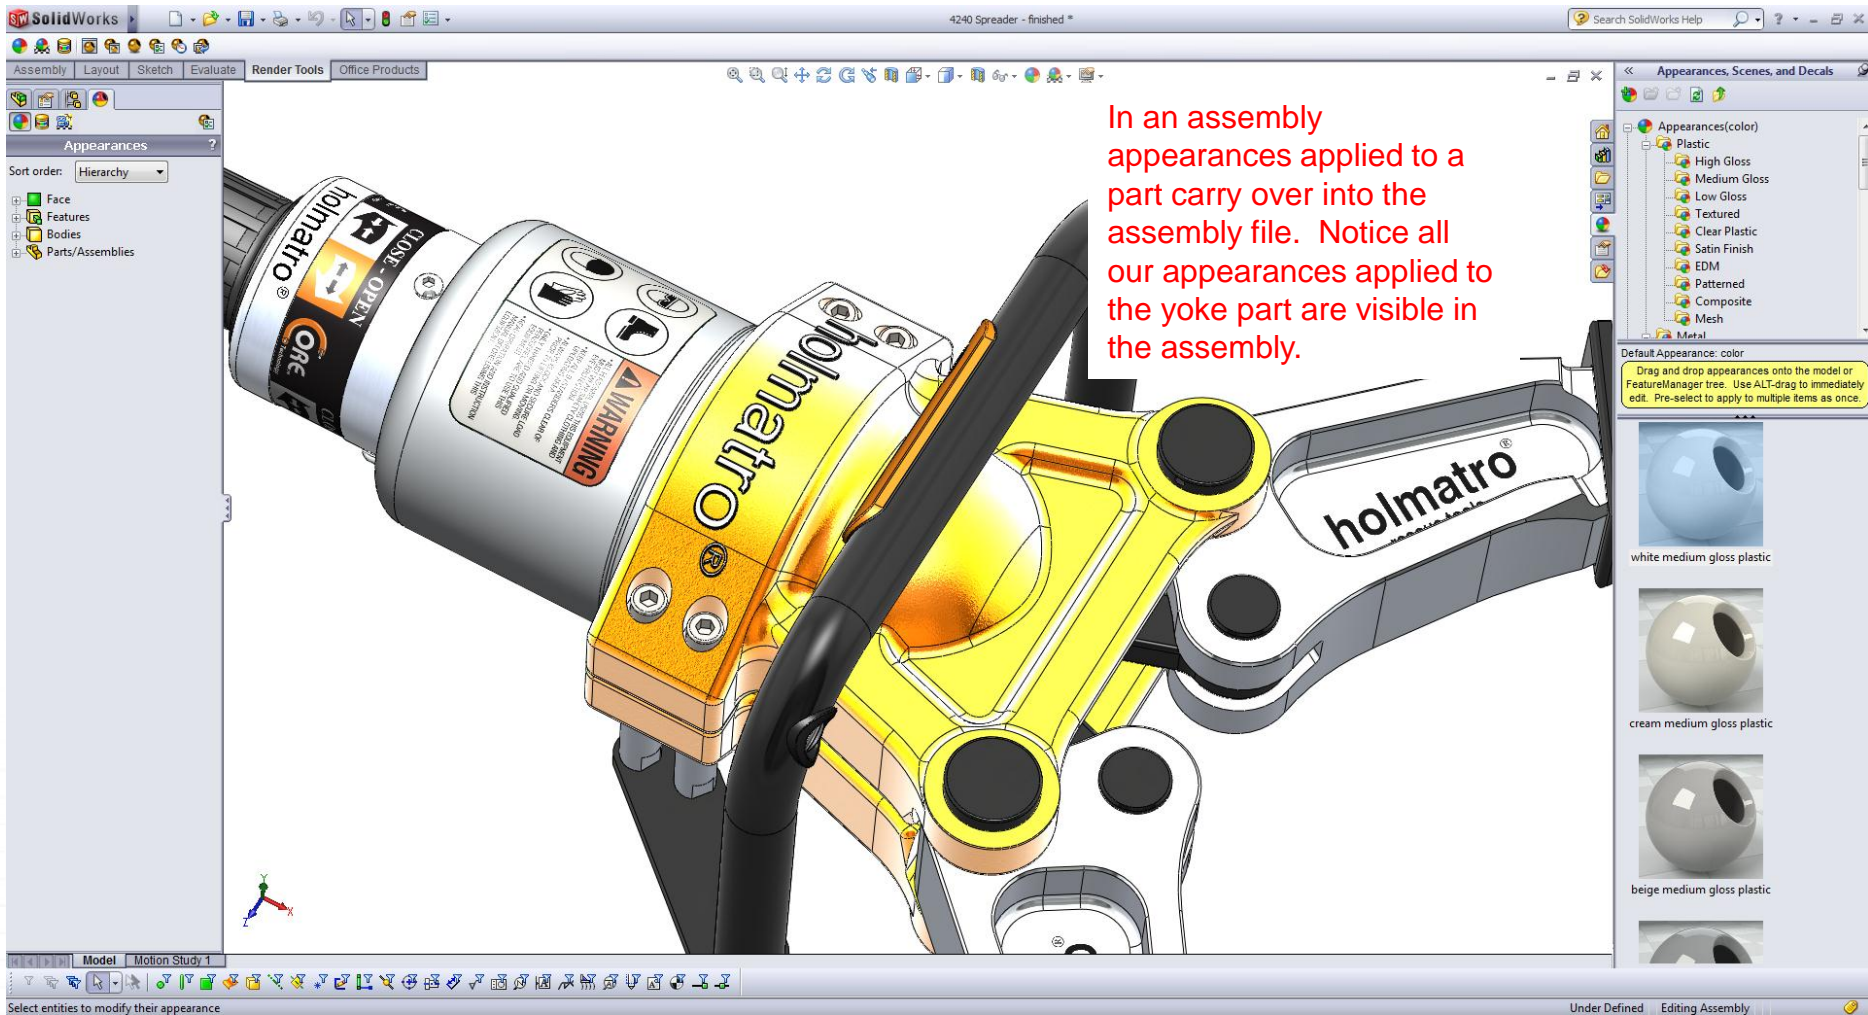 SolidWorks
4240 Spreader - finished *
Search SolidWorks Help
?
Assembly
Layout
Sketch
Evaluate
Render Tools
Office Products
Appearances
?
Sort order:
Hierarchy
Face
Features
Bodies
Parts/Assemblies
holmatro®
CLOSE - OPEN
CORE
Technology
WARNING
holmatro
®
In an assembly
appearances applied to a
part carry over into the
assembly file. Notice all
our appearances applied to
the yoke part are visible in
the assembly.
holmatro®
Y
X
Z
Appearances, Scenes, and Decals
Appearances(color)
Plastic
High Gloss
Medium Gloss
Low Gloss
Textured
Clear Plastic
Satin Finish
EDM
Patterned
Composite
Mesh
Metal
Default Appearance: color
Drag and drop appearances onto the model or
FeatureManager tree. Use ALT-drag to immediately
edit. Pre-select to apply to multiple items as once.
white medium gloss plastic
cream medium gloss plastic
beige medium gloss plastic
Model
Motion Study 1
Select entities to modify their appearance
Under Defined
Editing Assembly